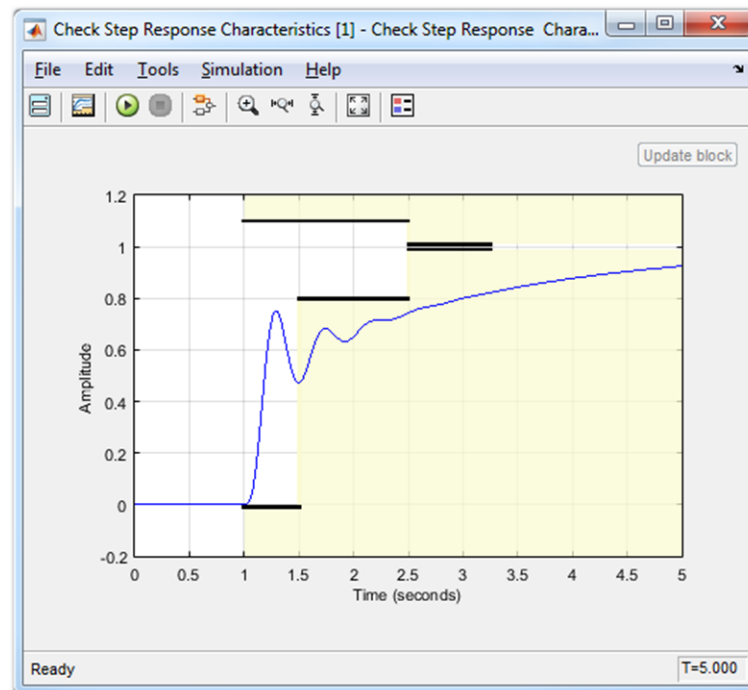 Check Step Response Characteristics [1] - Check Step Response Chara...
File Edit Tools Simulation Help
Update block
1.2
1
0.8
0.6
0.4
0.2
0
-0.2
Amplitude
0 0.5 1 1.5 2 2.5 3 3.5 4 4.5 5
Time (seconds)
Ready T=5.000